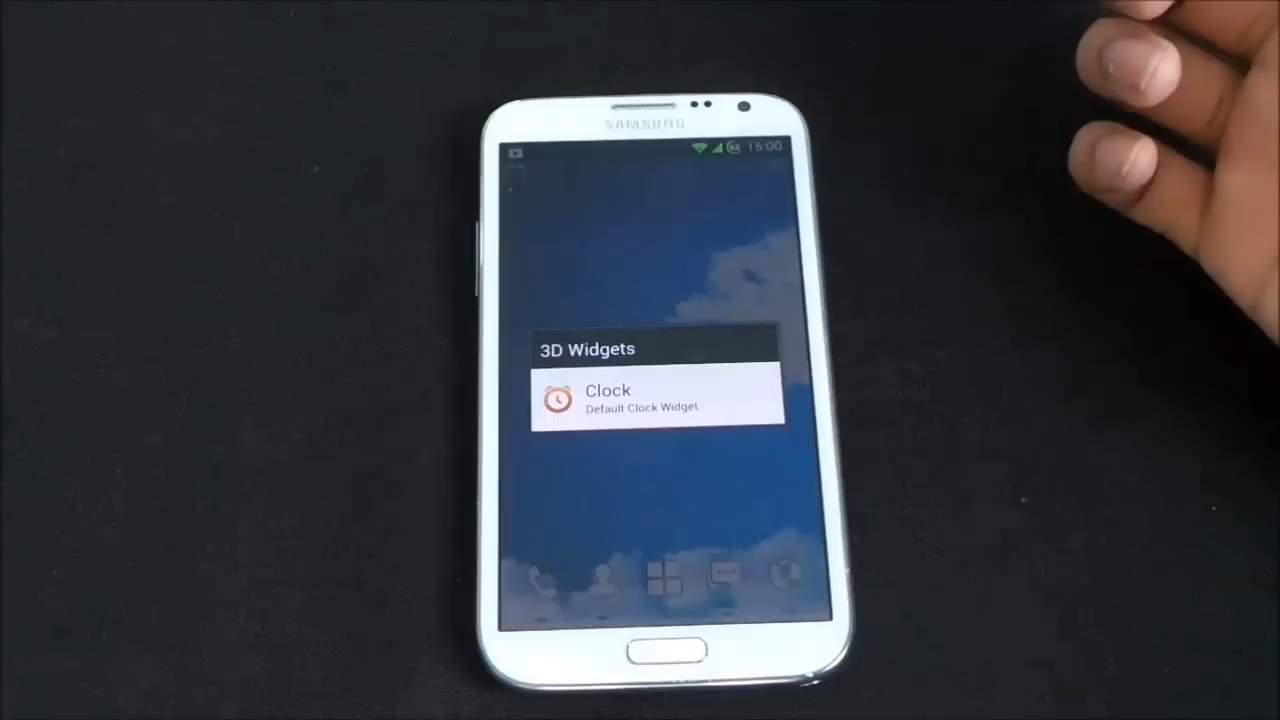 SAMSUNG
15:00
3D Widgets
Clock
Default Clock Widget.